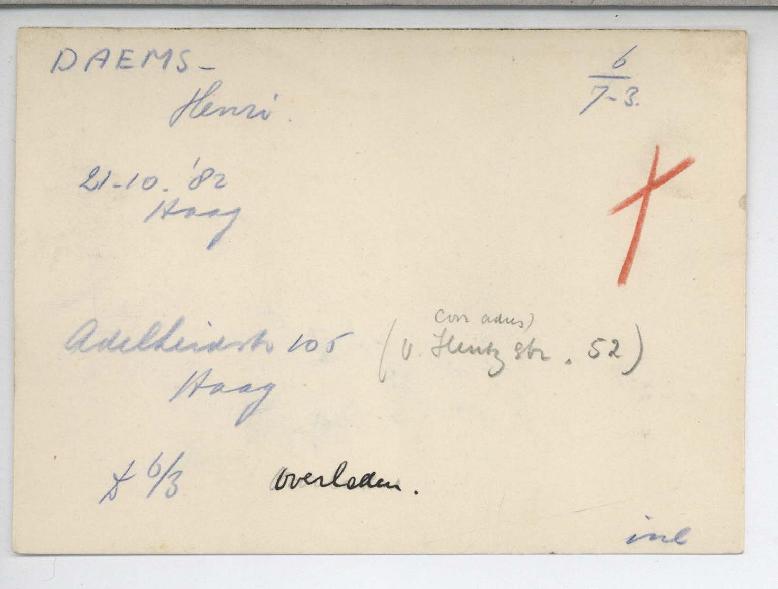 DAEMS-
6
7-3.
Henri.
21-10. '82
Haag
Adelheidstr 105
(corr adres)
(v. Heutz str. 52)
Haag
6/3 overleden.
inl